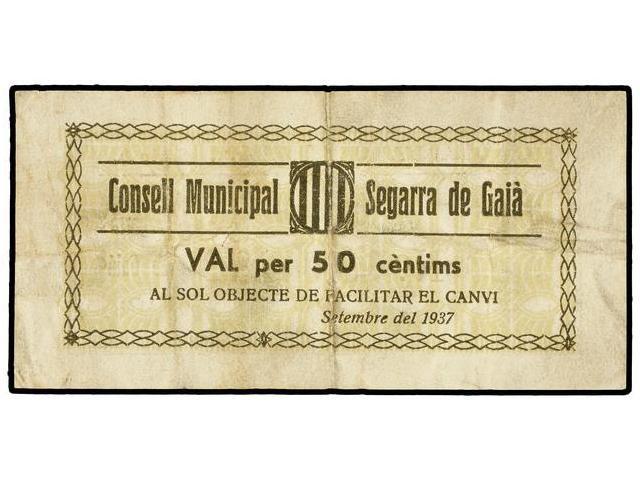 Consell Municipal Segarra de Gaià
VAL per 50 cèntims
AL SOL OBJECTE DE FACILITAR EL CANVI
Setembre del 1937